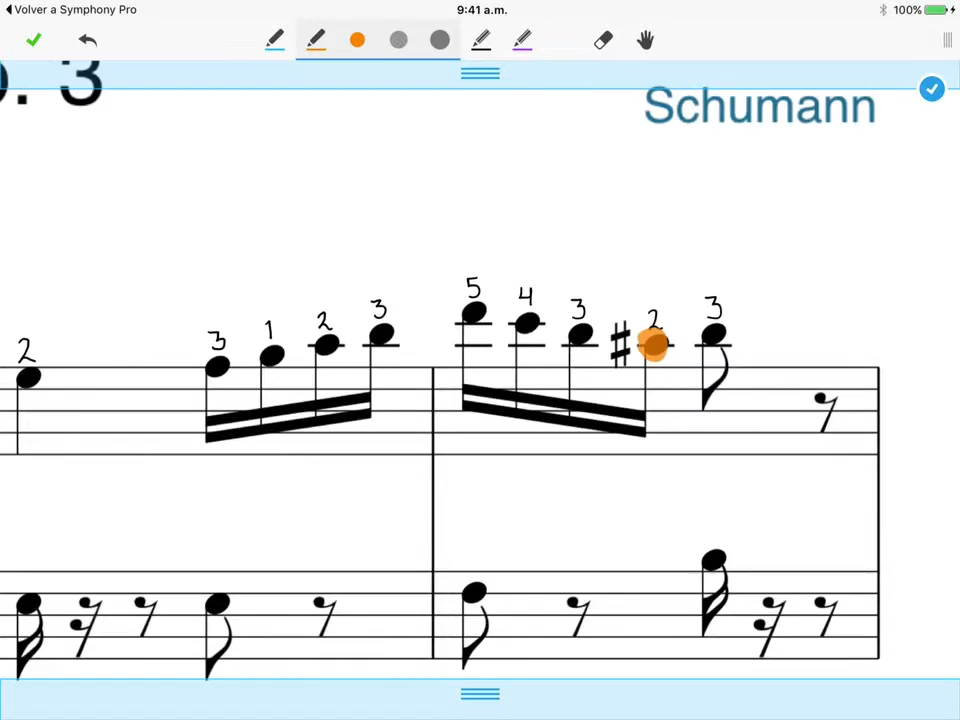 Volver a Symphony Pro 9:41 a.m. 100%
. 3
Schumann
2 3 1 2 3 5 4 3 2 3